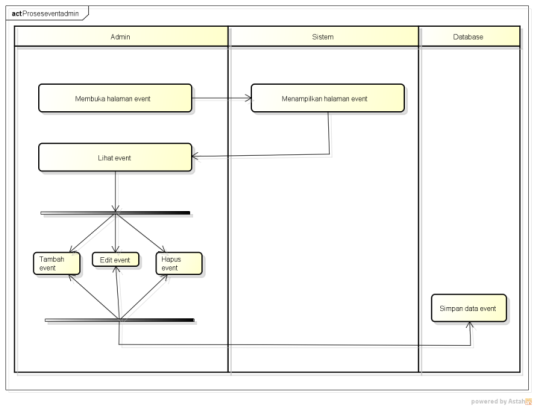 act Proseseventadmin
Admin
Sistem
Database
Membuka halaman event
Menampilkan halaman event
Lihat event
Tambah
event
Edit event
Hapus
event
Simpan data event
powered by Astah